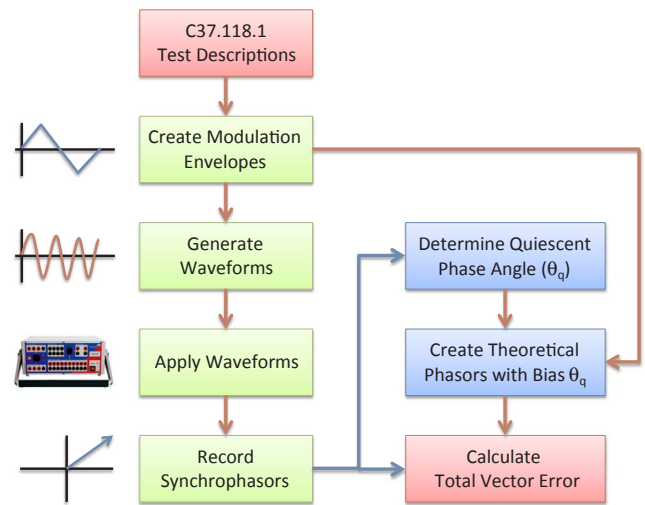 C37.118.1
Test Descriptions
Create Modulation
Envelopes
Generate
Waveforms
Apply Waveforms
Record
Synchrophasors
Determine Quiescent
Phase Angle (θq)
Create Theoretical
Phasors with Bias θq
Calculate
Total Vector Error